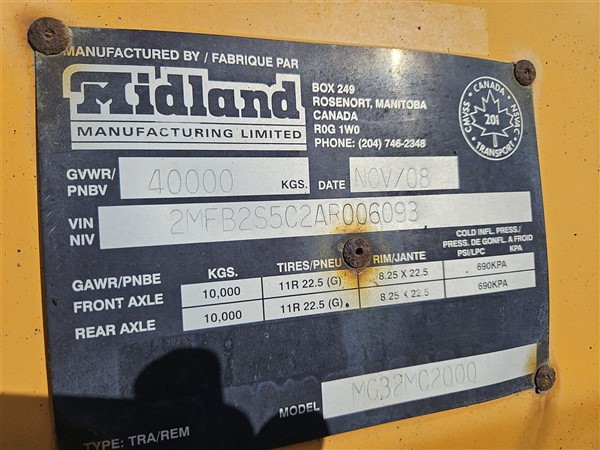 MANUFACTURED BY / FABRIQUE PAR
Midland
MANUFACTURING LIMITED
BOX 249
ROSENORT, MANITOBA
CANADA
R0G 1W0
PHONE: (204) 746-2348
CANADA
CMVSS
NSVAC
201
TRANSPORT
GVWR/ PNBV 40000 KGS. DATE NOV/08
VIN NIV 2MFB2S5C2AR006093
COLD INFL. PRESS./
PRESS. DE GONFL. A FROID
GAWR/PNBE KGS. TIRES/PNEU RIM/JANTE PSI/LPC KPA
FRONT AXLE 10,000 11R 22.5 (G) 8.25 X 22.5 690KPA
REAR AXLE 10,000 11R 22.5 (G) 8.25 X 22.5 690KPA
MODEL MG32MC2000
TYPE: TRA/REM